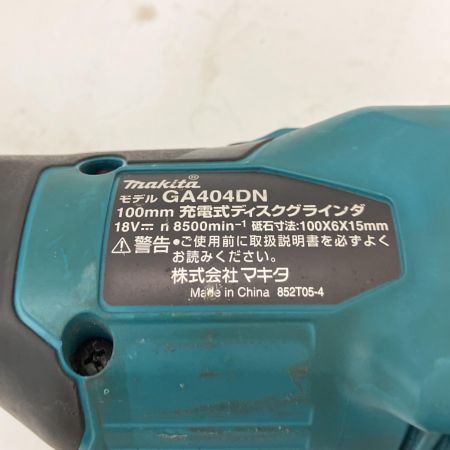 makita®
モデル GA404DN
100mm 充電式ディスクグラインダ
18V⎓ n 8500min⁻¹ 砥石寸法:100X6X15mm
⚠警告●ご使用前に取扱説明書を必ずよく
お読みください。
株式会社マキタ
Made in China 852T05-4